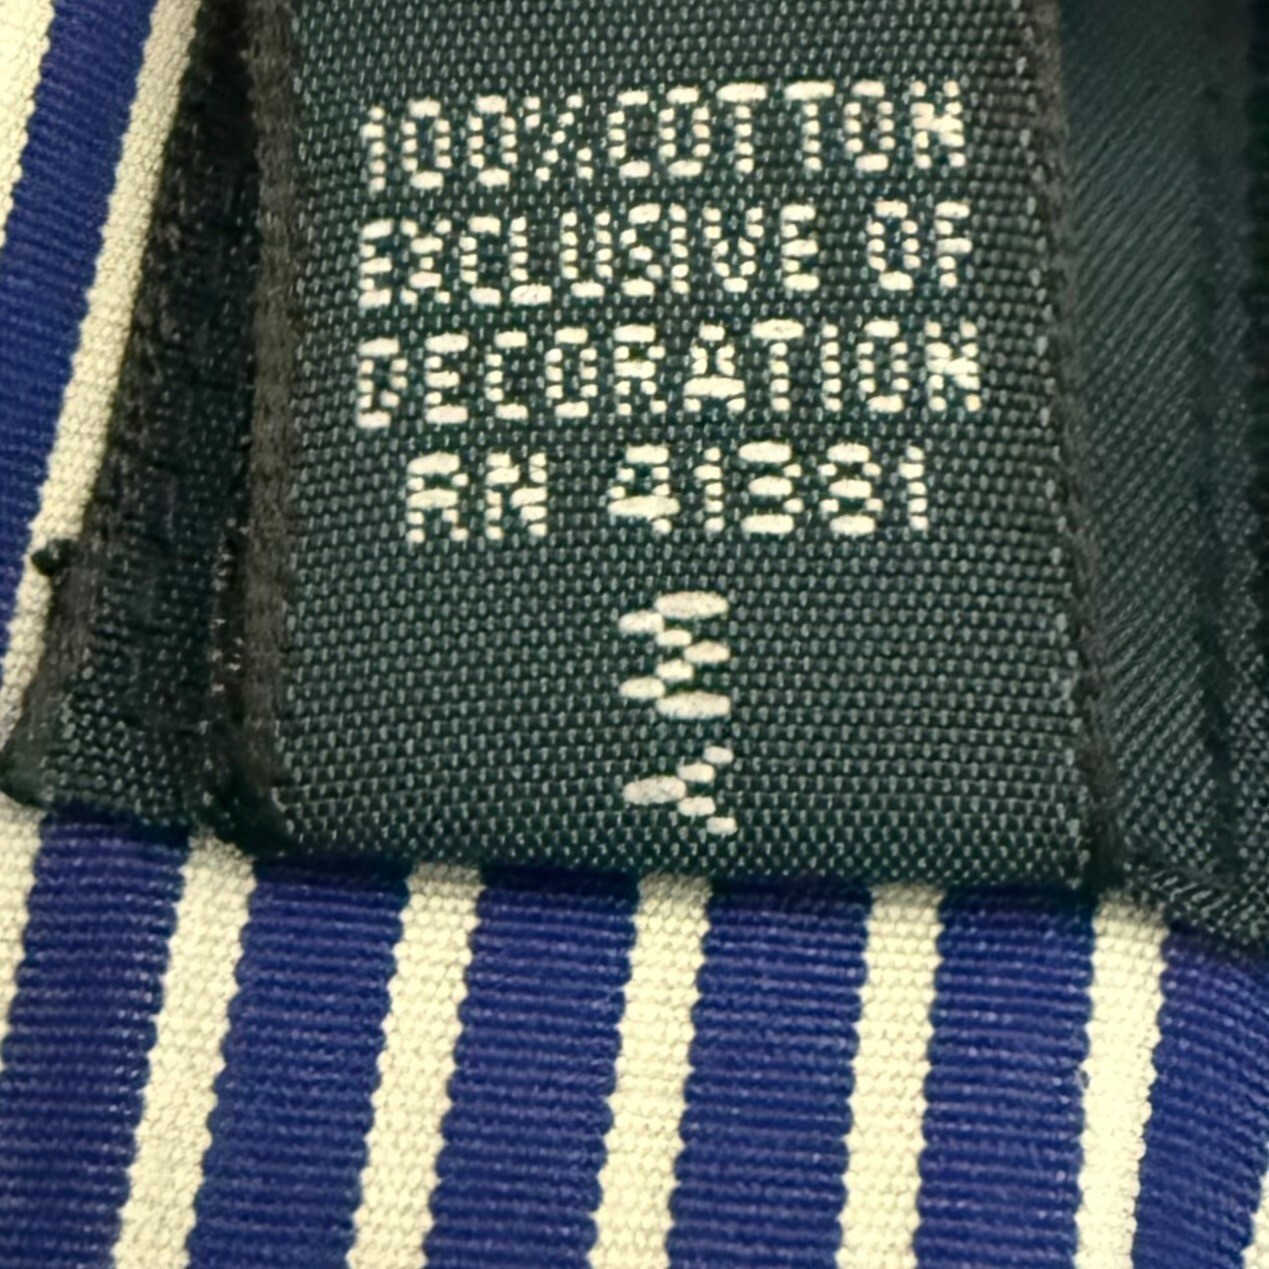 100% COTTON
EXCLUSIVE OF
DECORATION
RN 41381